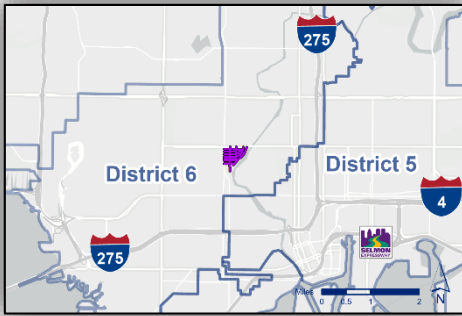 275
District 6
District 5
4
275
SELMON
EXPRESSWAY
Miles
0 0.5 1 2
N